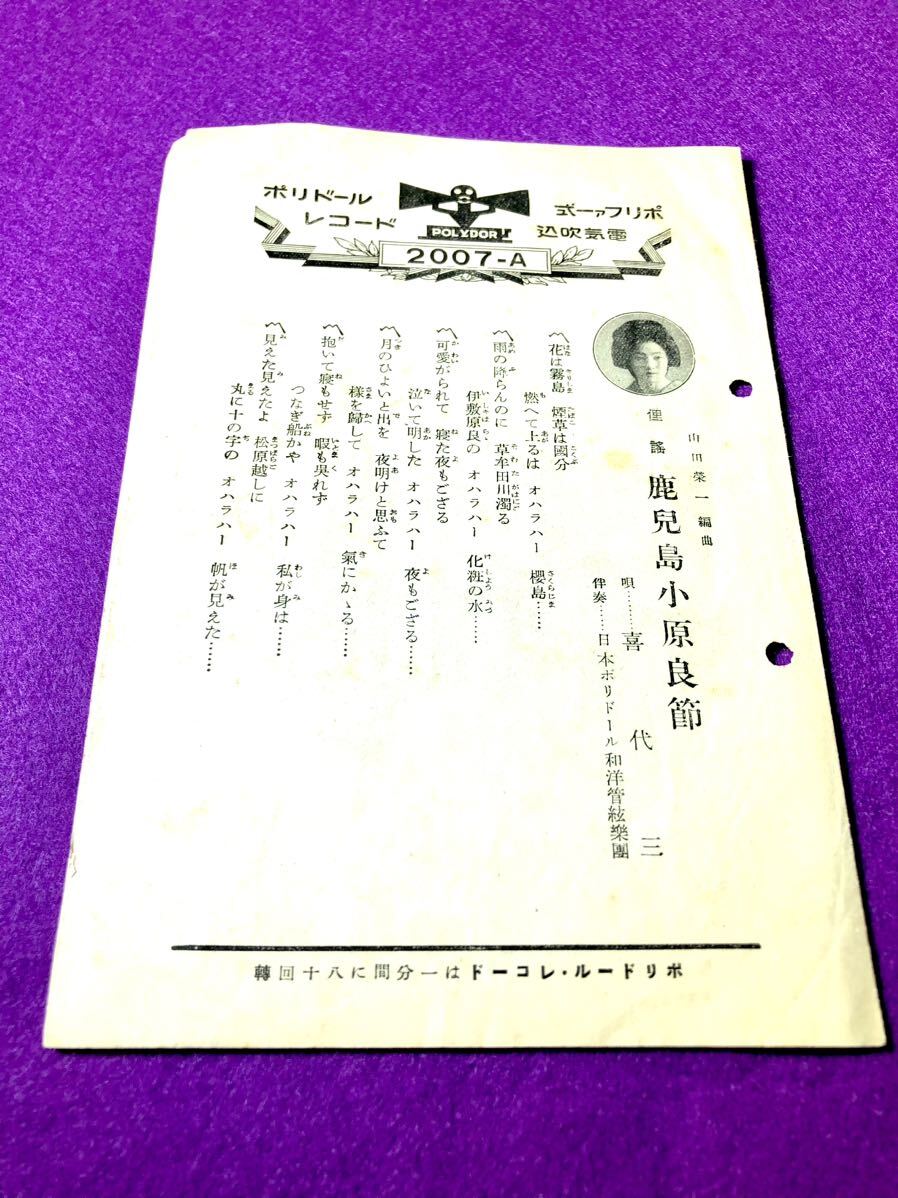 ポリドール
レコード
ポリファー式
電氣吹込
POLYDOR
2007-A
山田榮一編曲
俚謠 鹿兒島小原良節
唄………喜代三
伴奏……日本ポリドール和洋管絃樂團
花は霧島 煙草は國分
燃へて上るは オハラハー 櫻島……
雨の降らんのに 草牟田川濁る
伊敷原良の オハラハー 化粧の水……
可愛がられて 寝た夜もござる
泣いて明した オハラハー 夜もござる……
月のひよいと出を 夜明けと思ふて
様を歸して オハラハー 氣にかゝる……
抱いて寝もせず 暇も呉れず
つなぎ船かや オハラハー 私が身は……
見えた見えたよ 松原越しに
丸に十の字の オハラハー 帆が見えた……
ポリドール・レコードは一分間に八十回轉